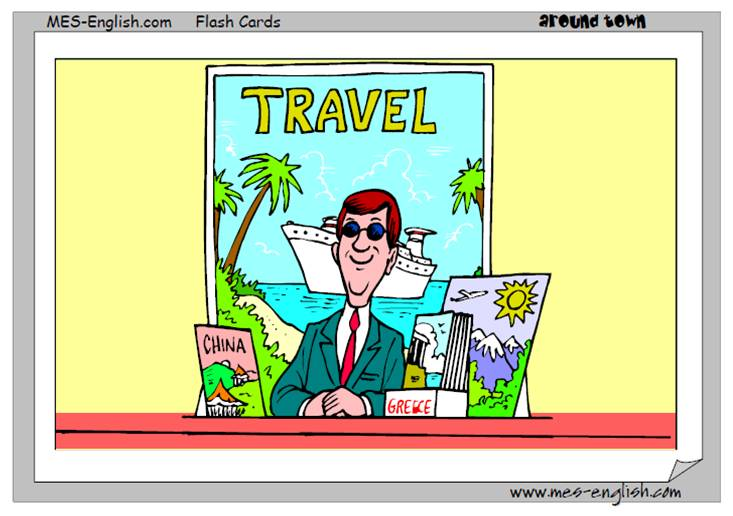 MES-English.com Flash Cards around town
TRAVEL
CHINA
GREECE
www.mes-english.com